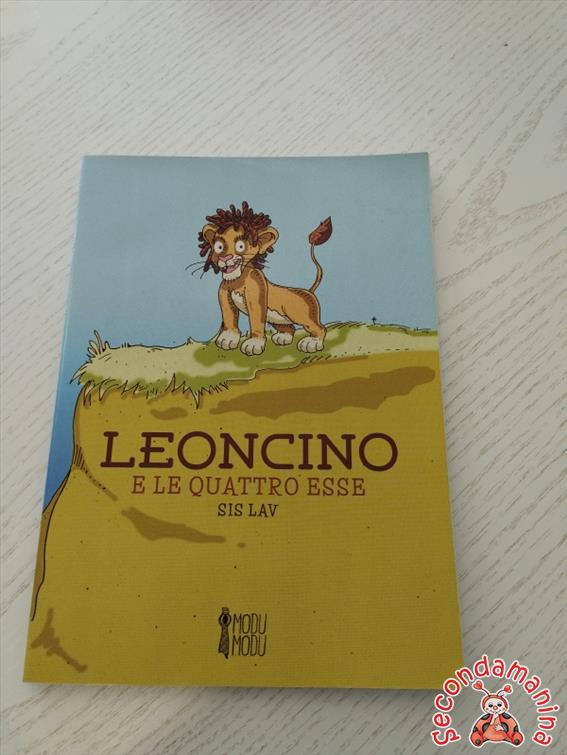 LEONCINO
E LE QUATTRO ESSE
SIS LAV
MODU
MODU
secondamanina